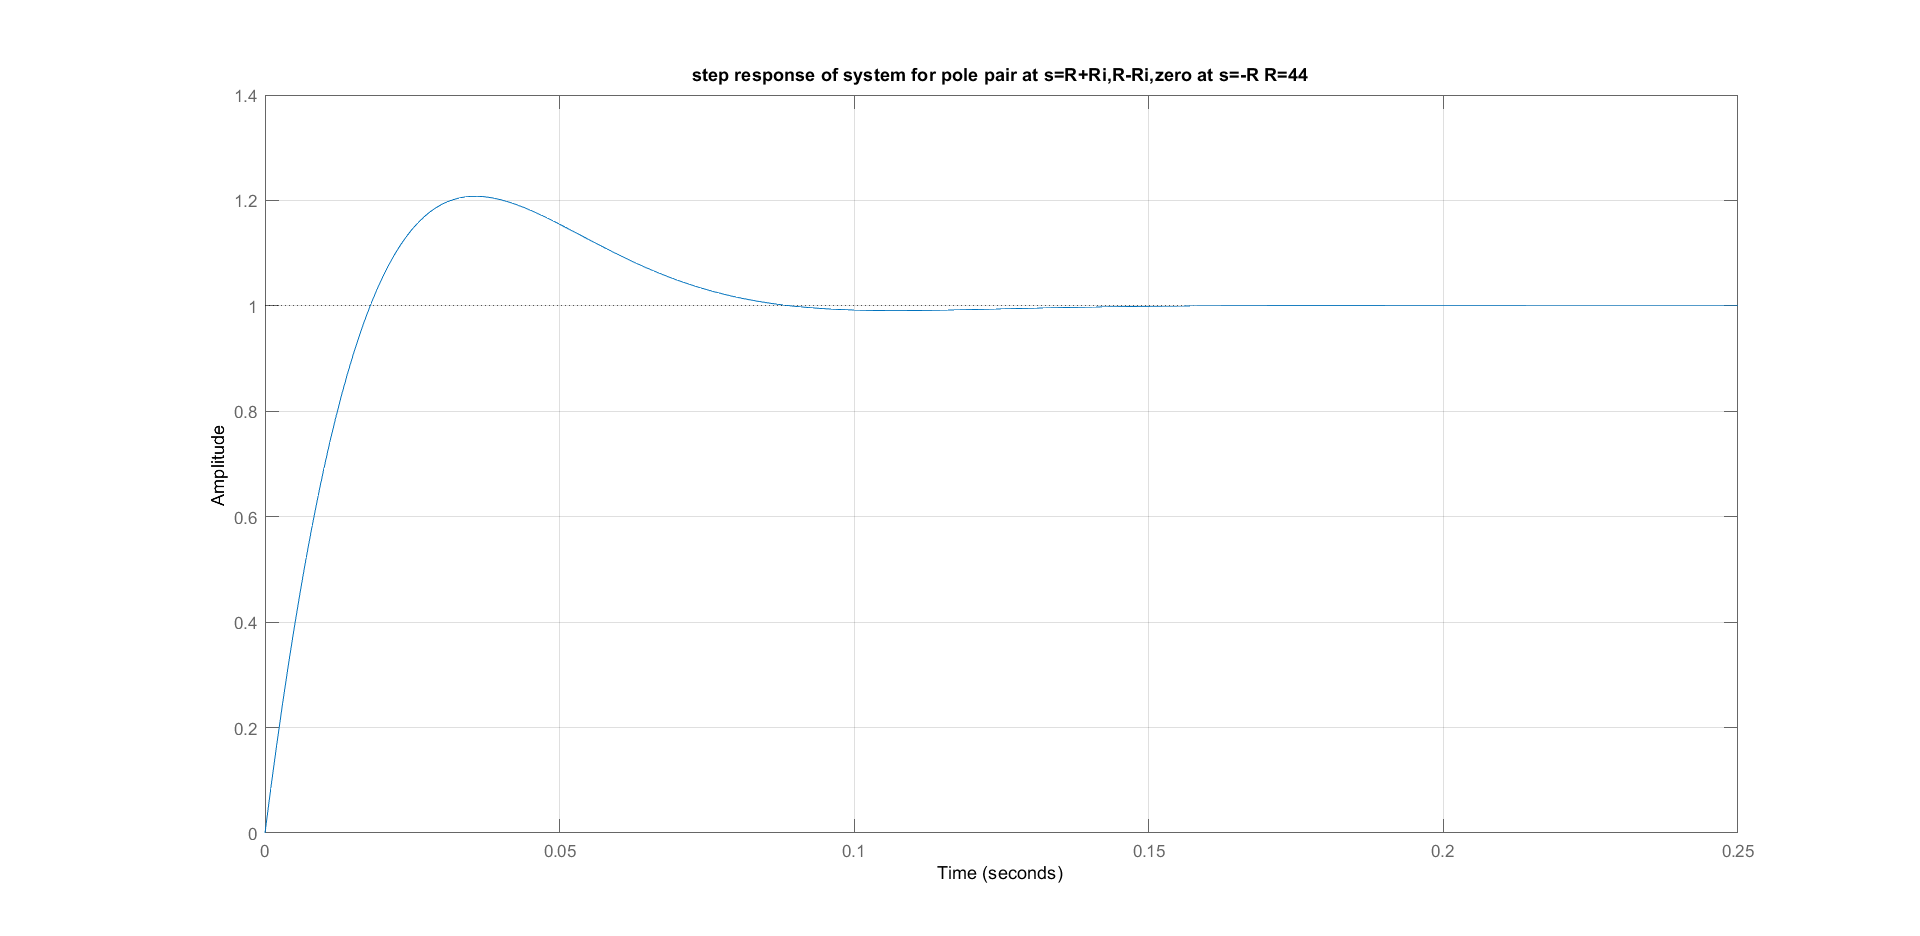 step response of system for pole pair at s=R+Ri,R-Ri,zero at s=-R R=44
1.4
1.2
1
0.8
0.6
0.4
0.2
0
Amplitude
0 0.05 0.1 0.15 0.2 0.25
Time (seconds)